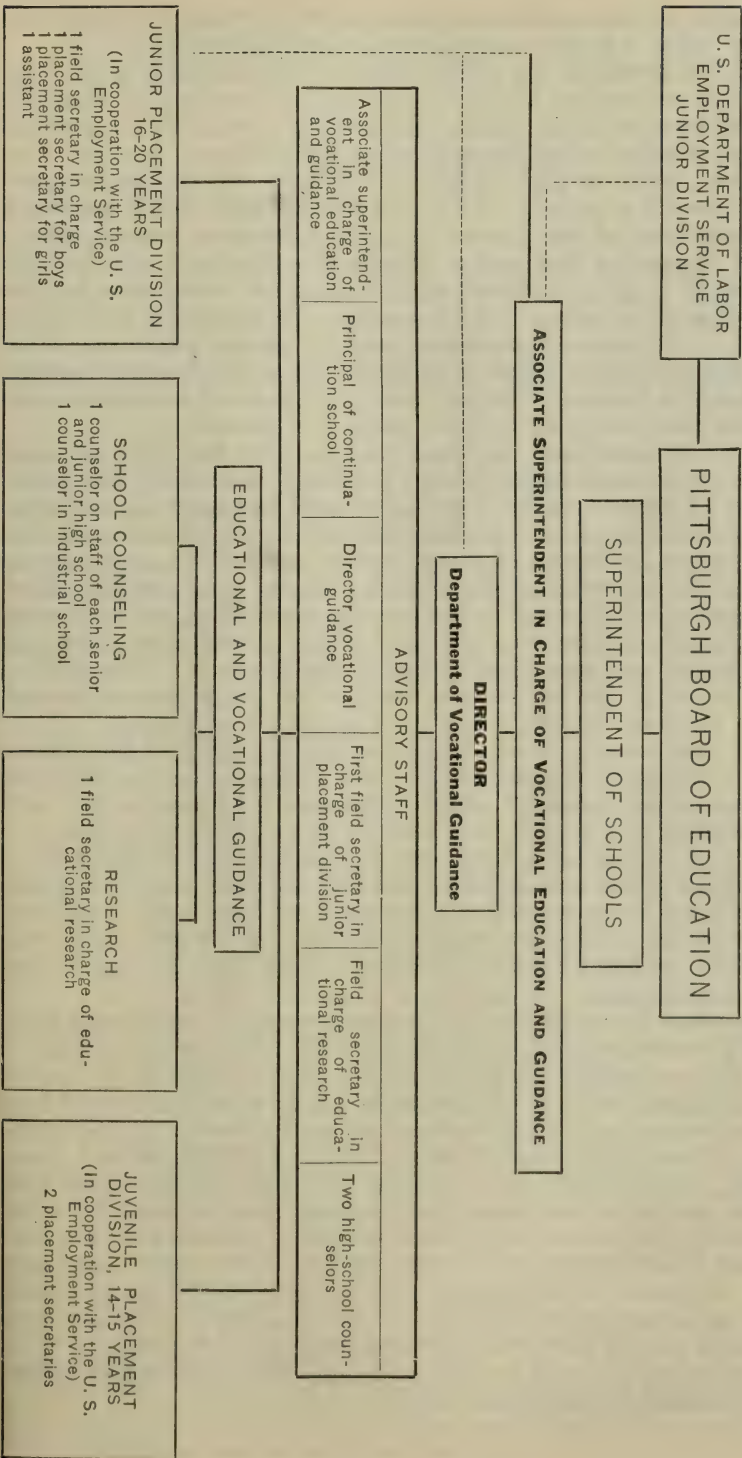 U. S. DEPARTMENT OF LABOR
EMPLOYMENT SERVICE
JUNIOR DIVISION
PITTSBURGH BOARD OF EDUCATION
SUPERINTENDENT OF SCHOOLS
ASSOCIATE SUPERINTENDENT IN CHARGE OF VOCATIONAL EDUCATION AND GUIDANCE
DIRECTOR
Department of Vocational Guidance
ADVISORY STAFF
Associate superintend-
ent in charge of
vocational education
and guidance
Principal of continua-
tion school
Director vocational
guidance
First field secretary in
charge of junior
placement division
Field secretary in
charge of educa-
tional research
Two high-school coun-
selors
EDUCATIONAL AND VOCATIONAL GUIDANCE
JUNIOR PLACEMENT DIVISION
16-20 YEARS
(In cooperation with the U. S.
Employment Service)
1 field secretary in charge
1 placement secretary for boys
1 placement secretary for girls
1 assistant
SCHOOL COUNSELING
1 counselor on staff of each senior
and junior high school
1 counselor in industrial school
RESEARCH
1 field secretary in charge of edu-
cational research
JUVENILE PLACEMENT
DIVISION, 14-15 YEARS
(In cooperation with the U. S.
Employment Service)
2 placement secretaries